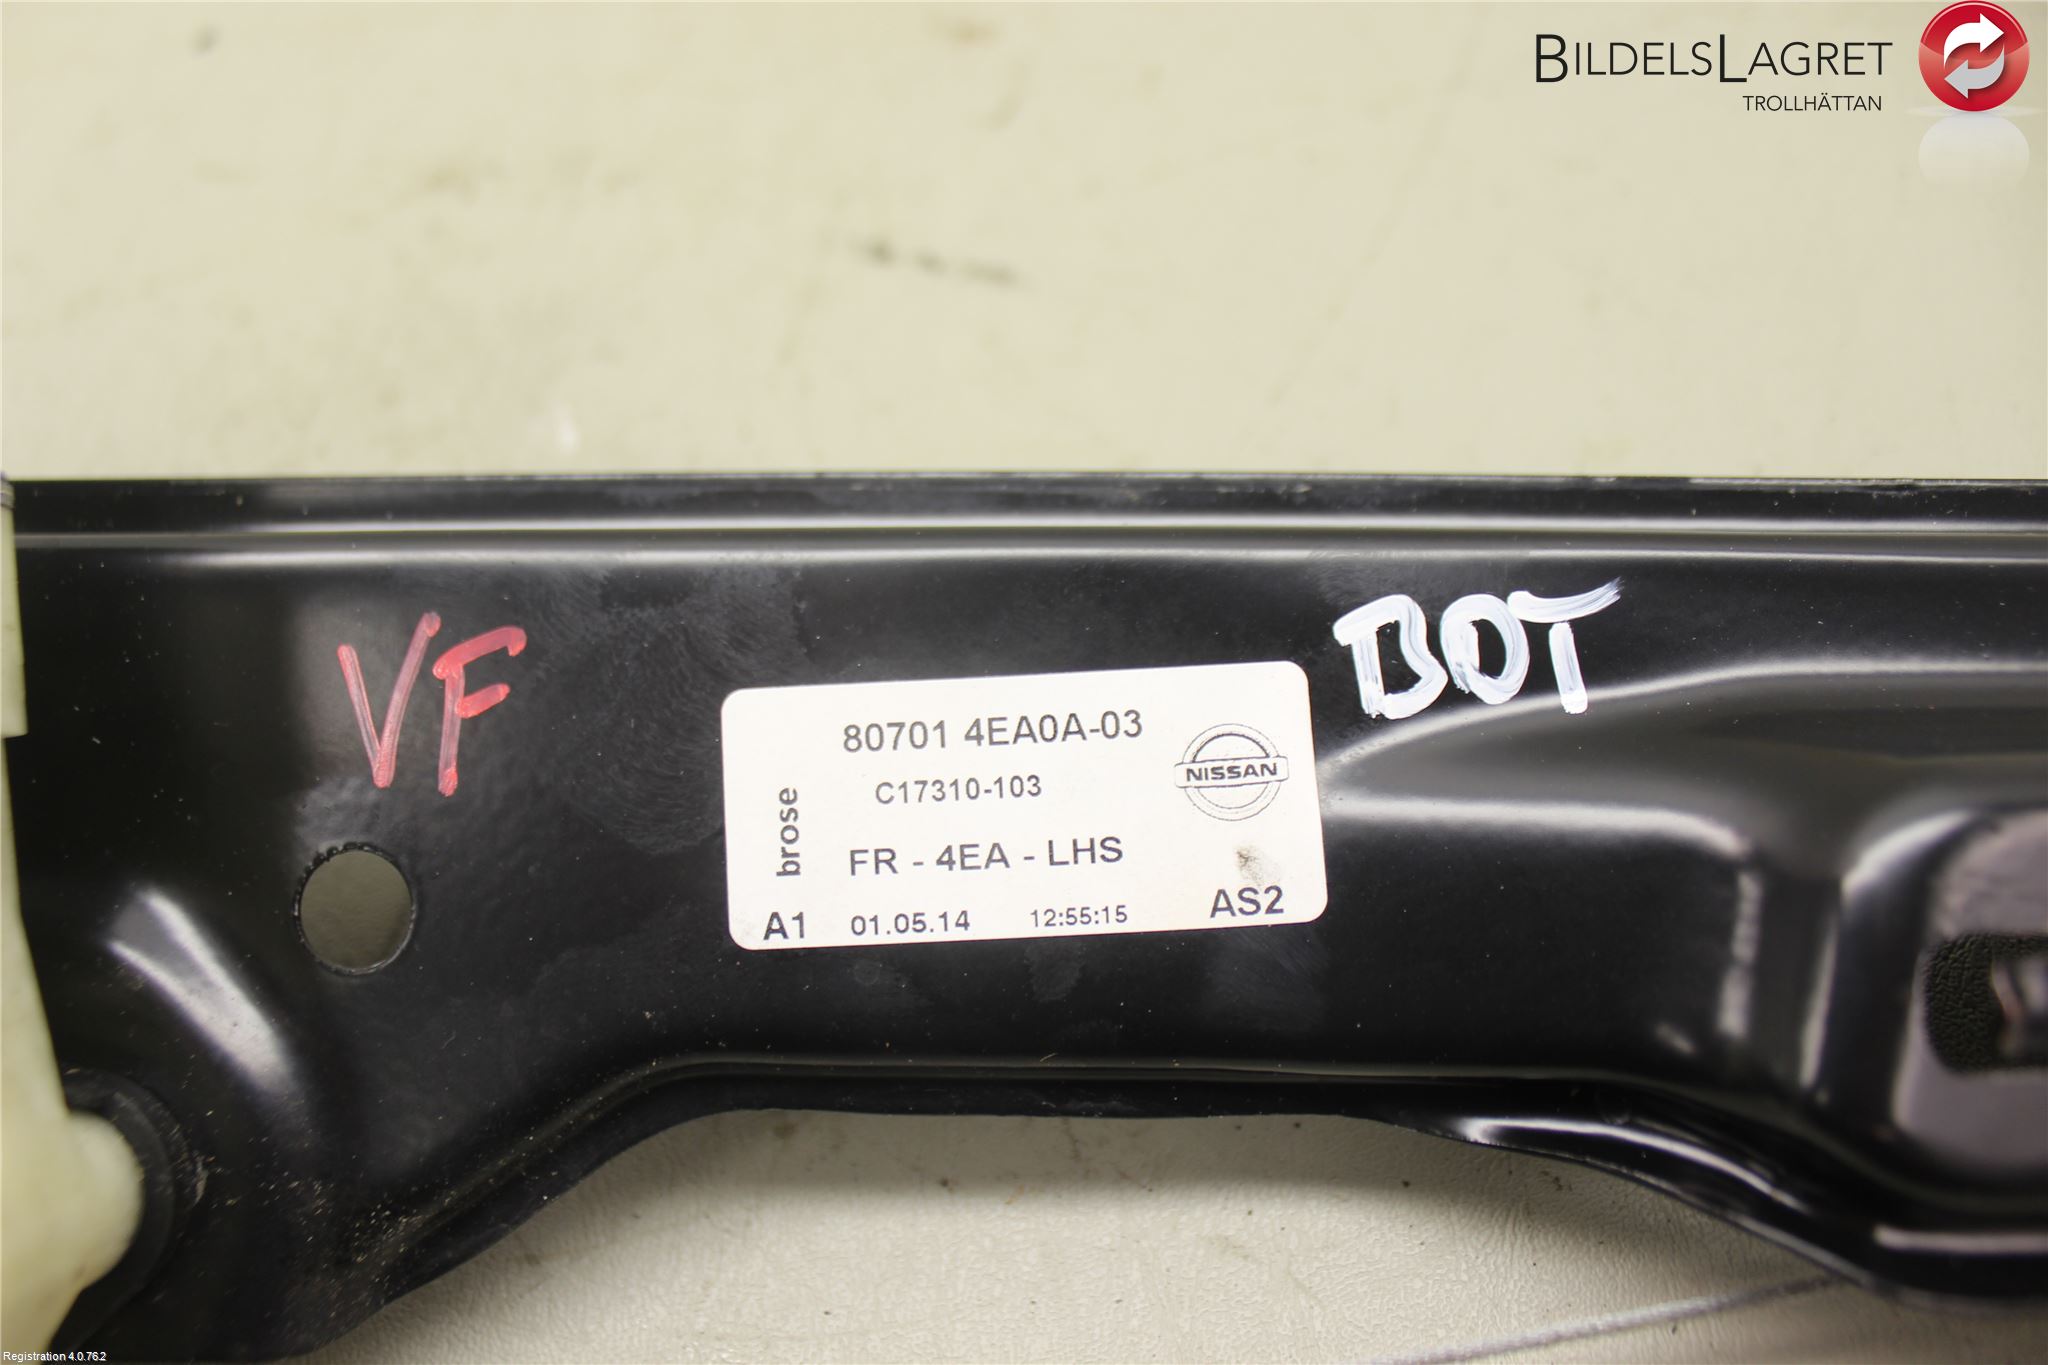 BILDELSLAGRET
TROLLHÄTTAN
VF
BOT
80701 4EA0A-03
C17310-103
NISSAN
brose
FR - 4EA - LHS
A1 01.05.14 12:55:15 AS2
Registration 4.0.76.2